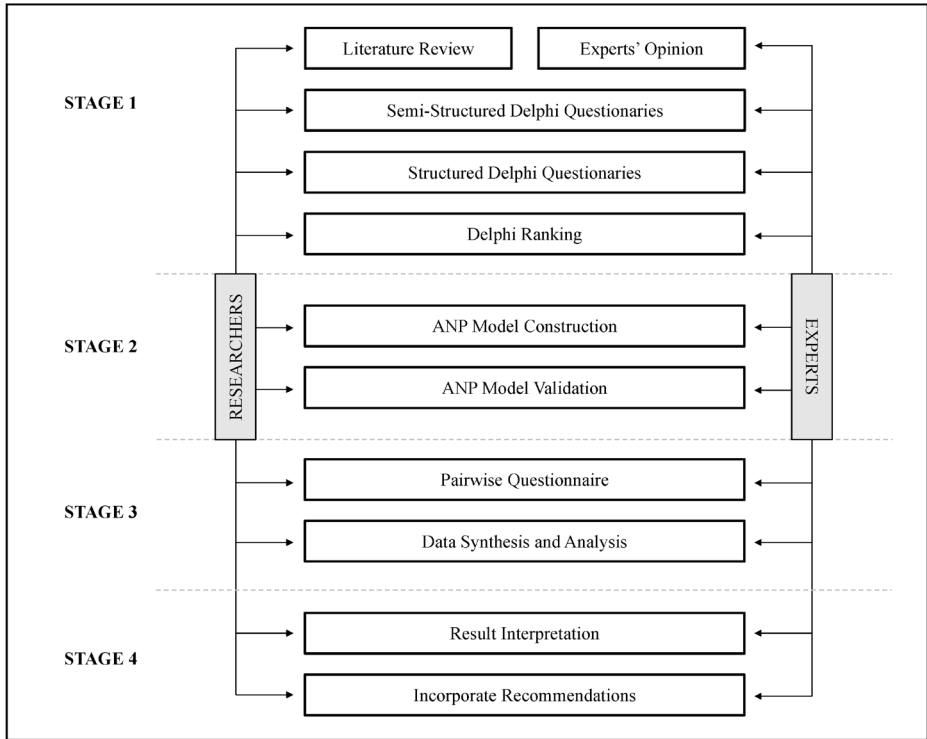 Literature Review
Experts' Opinion
STAGE 1
Semi-Structured Delphi Questionaries
Structured Delphi Questionaries
Delphi Ranking
RESEARCHERS
EXPERTS
STAGE 2
ANP Model Construction
ANP Model Validation
STAGE 3
Pairwise Questionnaire
Data Synthesis and Analysis
STAGE 4
Result Interpretation
Incorporate Recommendations